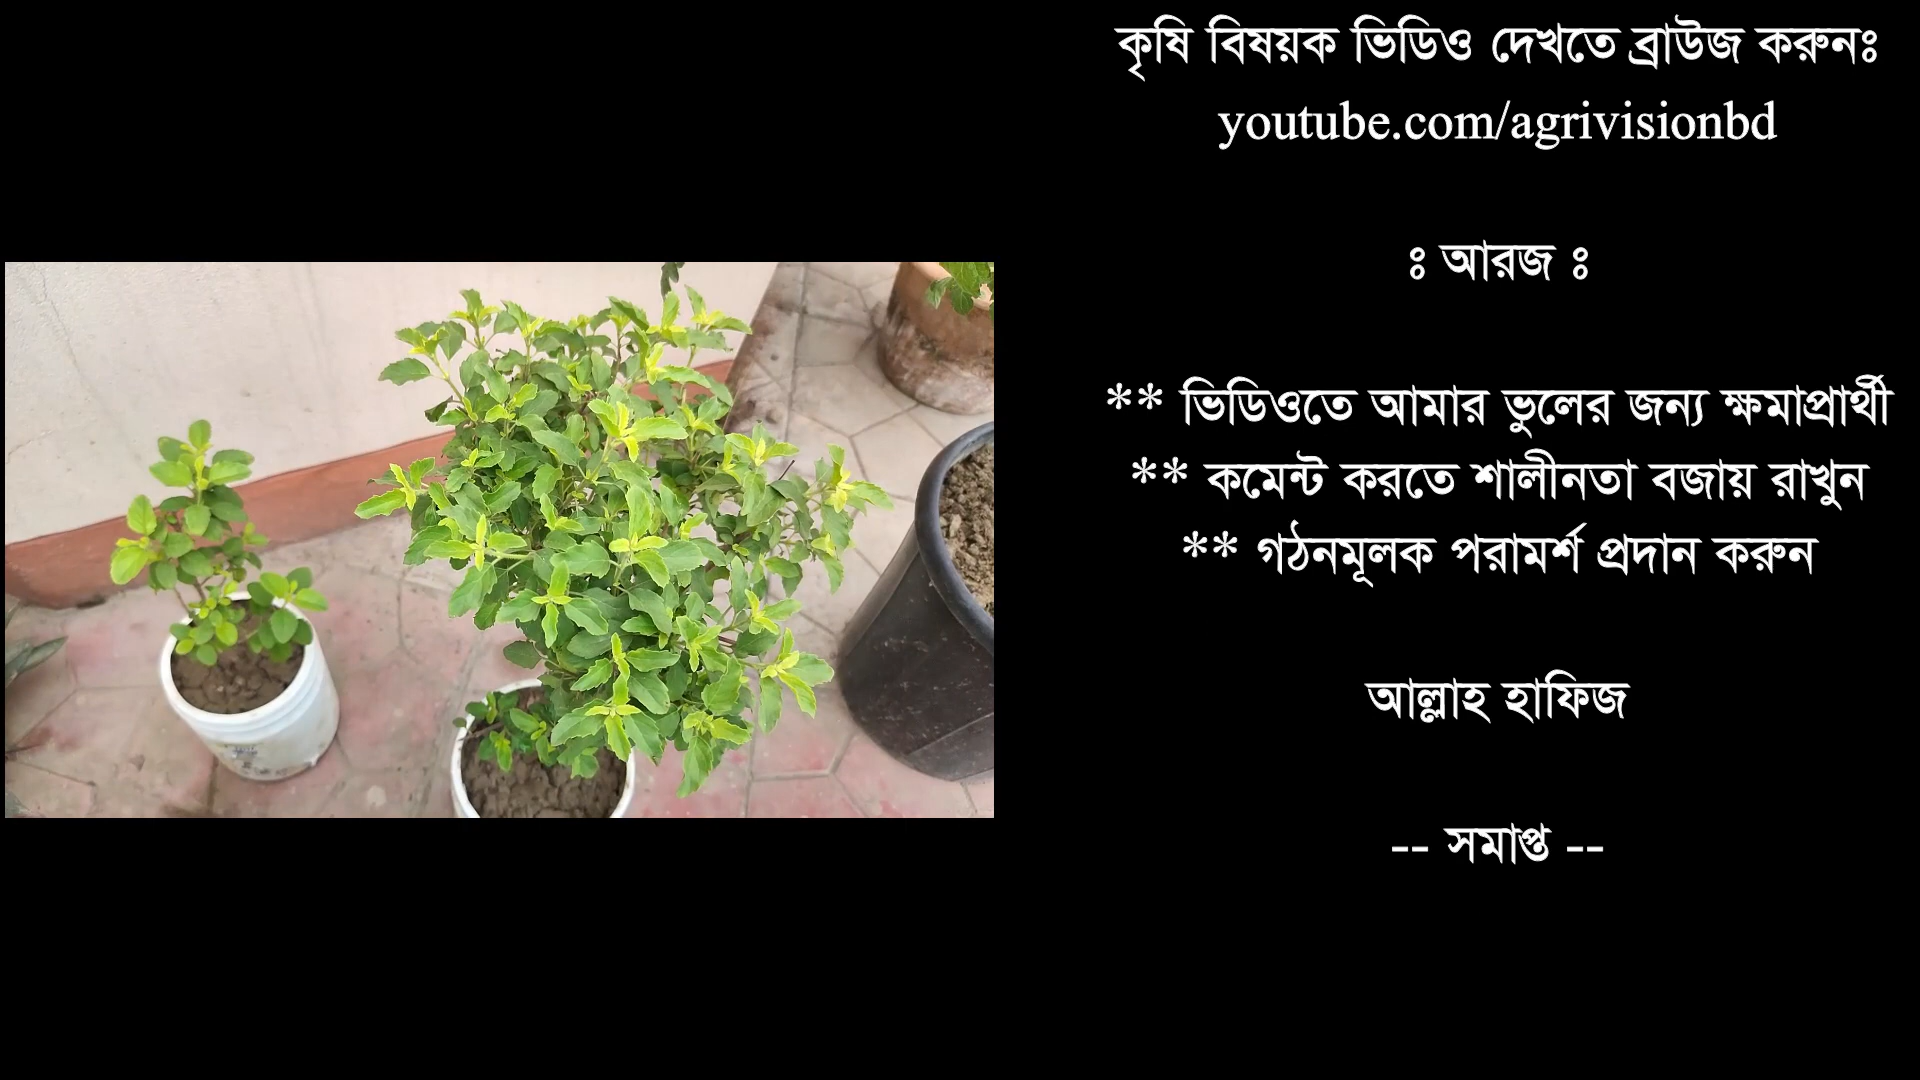 কৃষি বিষয়ক ভিডিও দেখতে ব্রাউজ করুনঃ
youtube.com/agrivisionbd
ঃ আরজ ঃ
** ভিডিওতে আমার ভুলের জন্য ক্ষমাপ্রার্থী
** কমেন্ট করতে শালীনতা বজায় রাখুন
** গঠনমূলক পরামর্শ প্রদান করুন
আল্লাহ হাফিজ
-- সমাপ্ত --